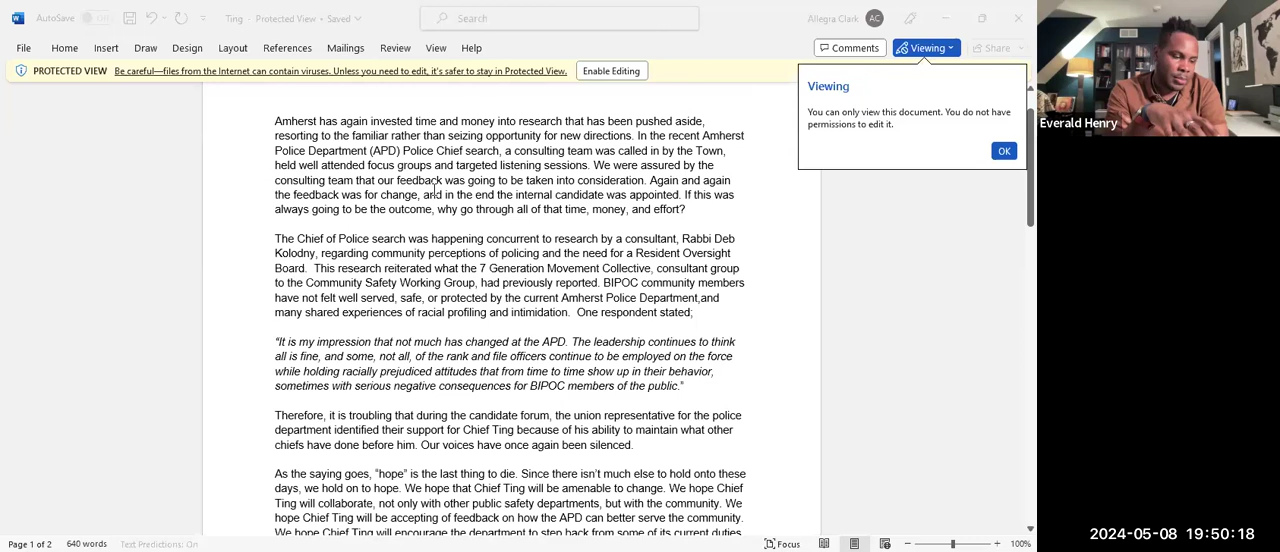 AutoSave Off Ting - Protected View • Saved Search Allegra Clark AC
File Home Insert Draw Design Layout References Mailings Review View Help Comments Viewing Share
PROTECTED VIEW Be careful—files from the Internet can contain viruses. Unless you need to edit, it's safer to stay in Protected View. Enable Editing
Viewing
You can only view this document. You do not have
permissions to edit it.
OK
Everald Henry
Amherst has again invested time and money into research that has been pushed aside,
resorting to the familiar rather than seizing opportunity for new directions. In the recent Amherst
Police Department (APD) Police Chief search, a consulting team was called in by the Town,
held well attended focus groups and targeted listening sessions. We were assured by the
consulting team that our feedback was going to be taken into consideration. Again and again
the feedback was for change, and in the end the internal candidate was appointed. If this was
always going to be the outcome, why go through all of that time, money, and effort?
The Chief of Police search was happening concurrent to research by a consultant, Rabbi Deb
Kolodny, regarding community perceptions of policing and the need for a Resident Oversight
Board. This research reiterated what the 7 Generation Movement Collective, consultant group
to the Community Safety Working Group, had previously reported. BIPOC community members
have not felt well served, safe, or protected by the current Amherst Police Department,and
many shared experiences of racial profiling and intimidation. One respondent stated;
“It is my impression that not much has changed at the APD. The leadership continues to think
all is fine, and some, not all, of the rank and file officers continue to be employed on the force
while holding racially prejudiced attitudes that from time to time show up in their behavior,
sometimes with serious negative consequences for BIPOC members of the public.”
Therefore, it is troubling that during the candidate forum, the union representative for the police
department identified their support for Chief Ting because of his ability to maintain what other
chiefs have done before him. Our voices have once again been silenced.
As the saying goes, “hope” is the last thing to die. Since there isn’t much else to hold onto these
days, we hold on to hope. We hope that Chief Ting will be amenable to change. We hope Chief
Ting will collaborate, not only with other public safety departments, but with the community. We
hope Chief Ting will be accepting of feedback on how the APD can better serve the community.
We hope Chief Ting will encourage the department to step back from some of its current duties
Page 1 of 2 640 words Text Predictions: On Focus 100%
2024-05-08 19:50:18